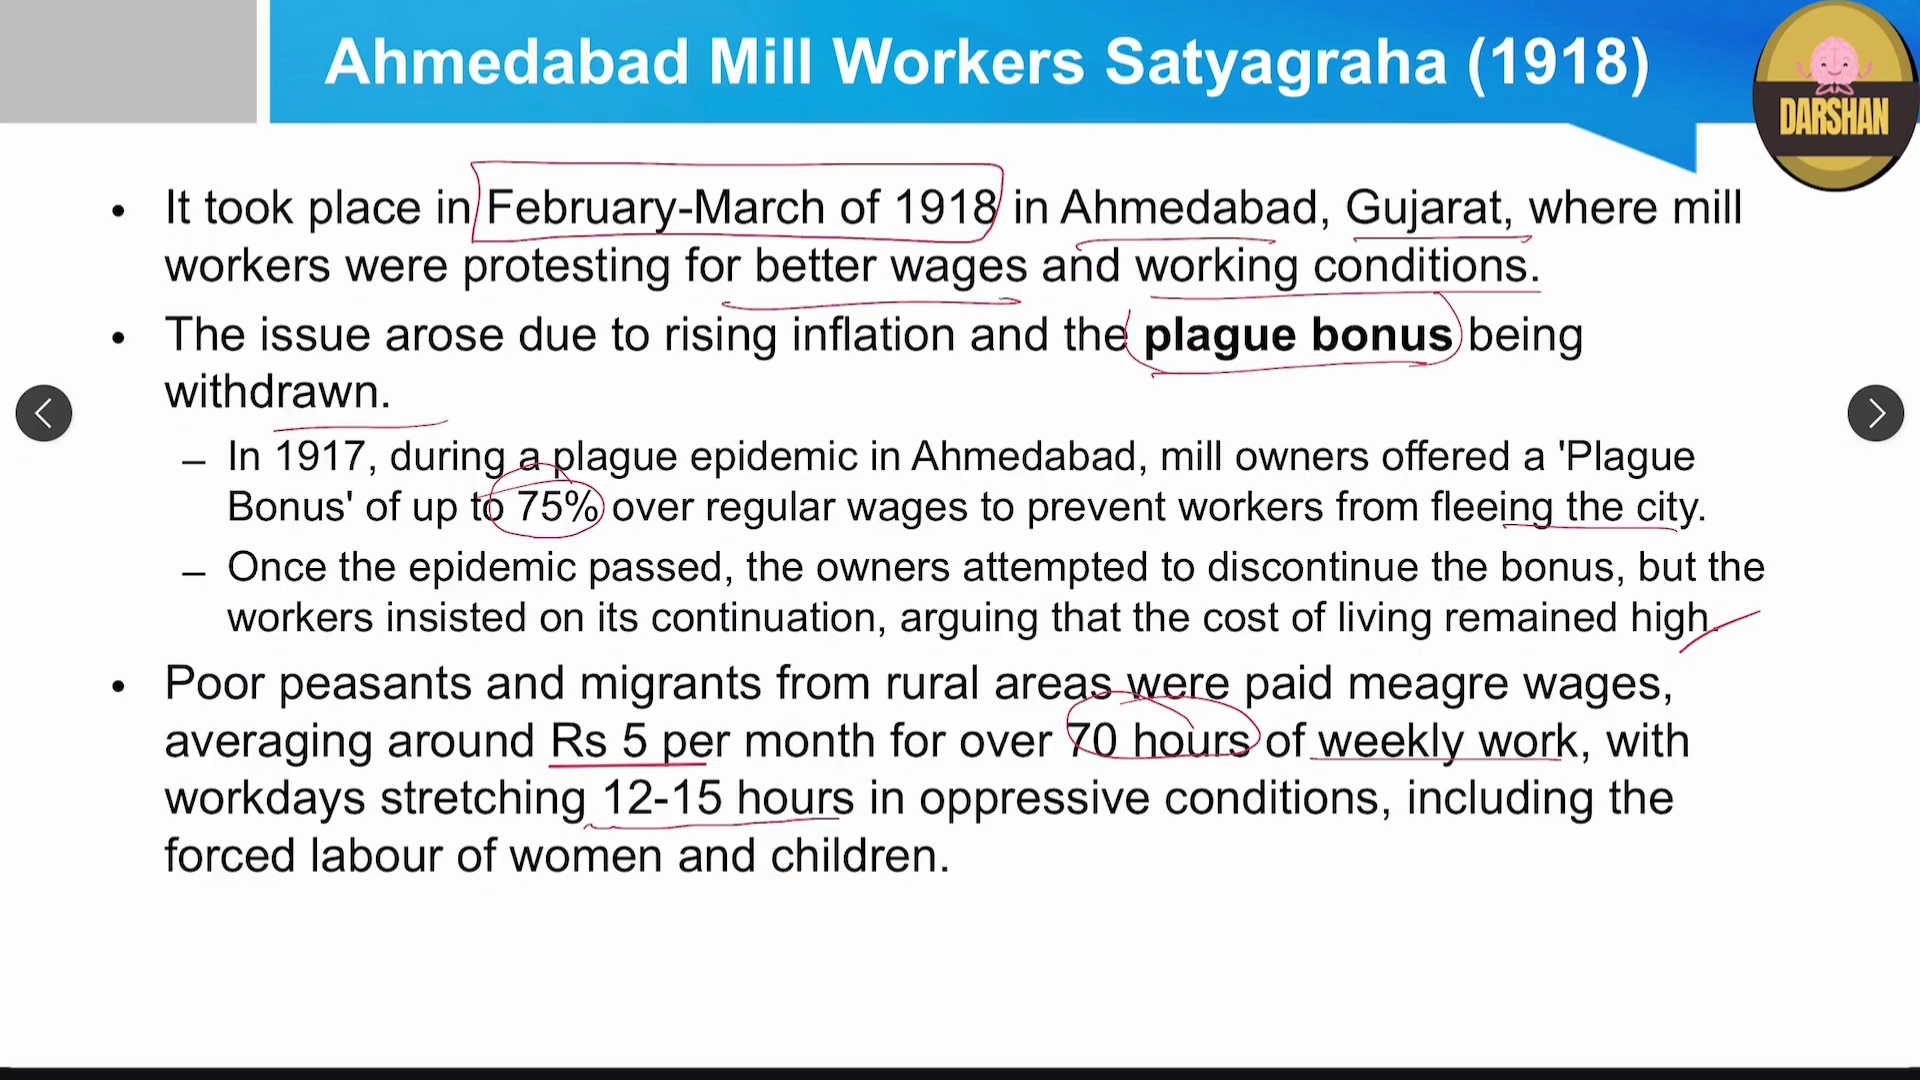 Ahmedabad Mill Workers Satyagraha (1918)
DARSHAN
• It took place in February-March of 1918 in Ahmedabad, Gujarat, where mill
workers were protesting for better wages and working conditions.
• The issue arose due to rising inflation and the plague bonus being
withdrawn.
– In 1917, during a plague epidemic in Ahmedabad, mill owners offered a 'Plague
Bonus' of up to 75% over regular wages to prevent workers from fleeing the city.
– Once the epidemic passed, the owners attempted to discontinue the bonus, but the
workers insisted on its continuation, arguing that the cost of living remained high.
• Poor peasants and migrants from rural areas were paid meagre wages,
averaging around Rs 5 per month for over 70 hours of weekly work, with
workdays stretching 12-15 hours in oppressive conditions, including the
forced labour of women and children.